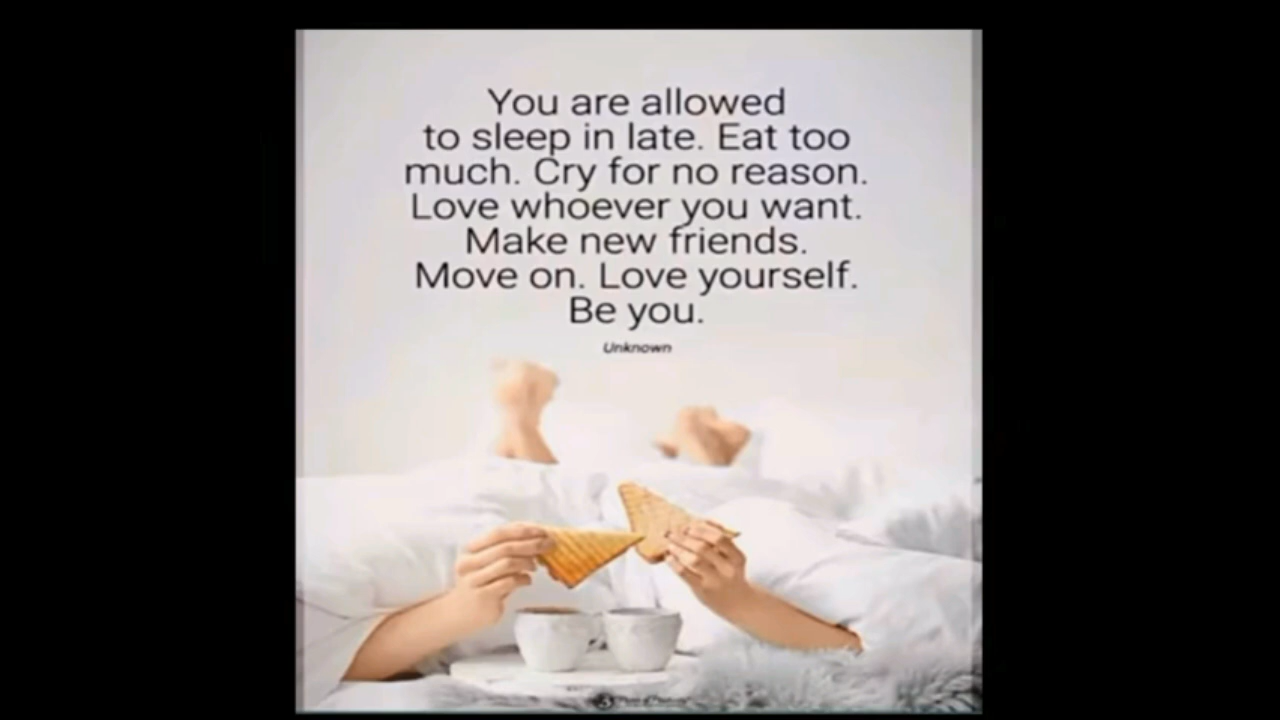 You are allowed
to sleep in late. Eat too
much. Cry for no reason.
Love whoever you want.
Make new friends.
Move on. Love yourself.
Be you.
Unknown